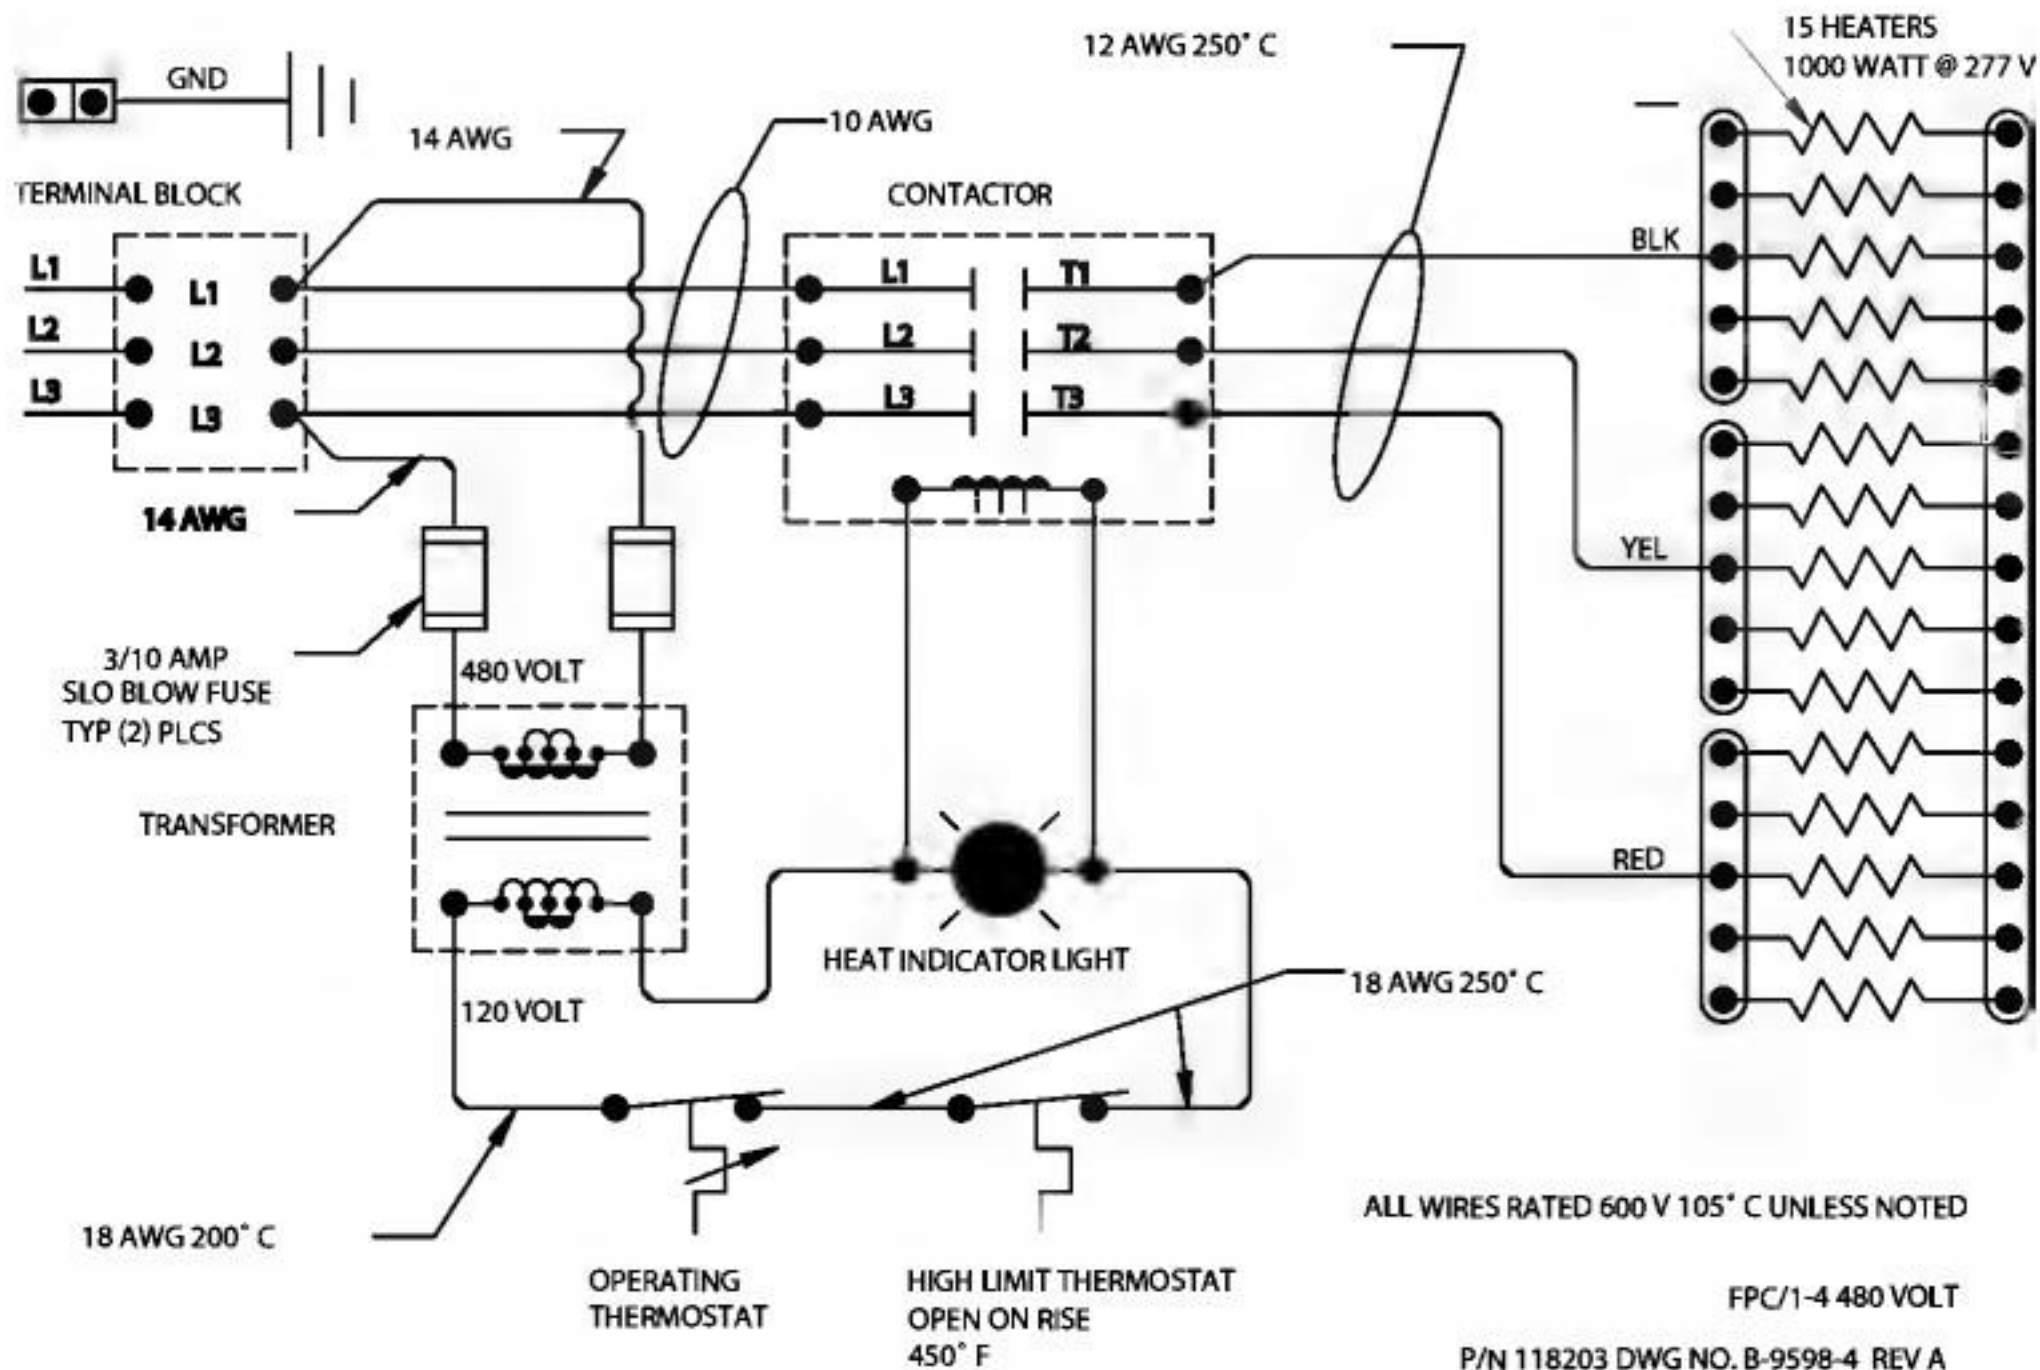 15 HEATERS
1000 WATT @ 277 V
12 AWG 250° C
GND
14 AWG
10 AWG
TERMINAL BLOCK
CONTACTOR
BLK
L1
L1
L1
T1
L2
L2
L2
T2
L3
L3
L3
T3
14 AWG
YEL
3/10 AMP
SLO BLOW FUSE
TYP (2) PLCS
480 VOLT
TRANSFORMER
RED
HEAT INDICATOR LIGHT
18 AWG 250° C
120 VOLT
18 AWG 200° C
OPERATING
THERMOSTAT
HIGH LIMIT THERMOSTAT
OPEN ON RISE
450° F
ALL WIRES RATED 600 V 105° C UNLESS NOTED
FPC/1-4 480 VOLT
P/N 118203 DWG NO. B-9598-4 REV A